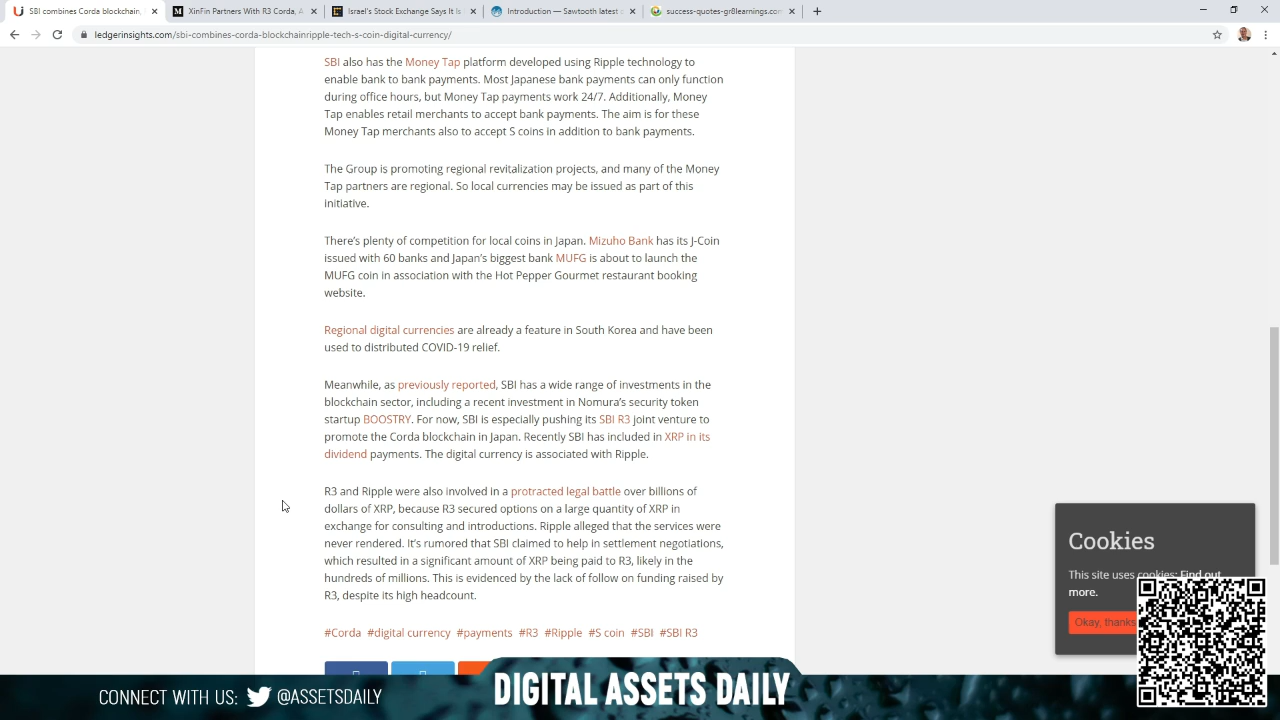 SBI combines Corda blockchain,
XinFin Partners With R3 Corda, A
Israel's Stock Exchange Says It Is
Introduction — Sawtooth latest
success-quotes-gr8learnings.com
ledgerinsights.com/sbi-combines-corda-blockchainripple-tech-s-coin-digital-currency/
SBI also has the Money Tap platform developed using Ripple technology to
enable bank to bank payments. Most Japanese bank payments can only function
during office hours, but Money Tap payments work 24/7. Additionally, Money
Tap enables retail merchants to accept bank payments. The aim is for these
Money Tap merchants also to accept S coins in addition to bank payments.
The Group is promoting regional revitalization projects, and many of the Money
Tap partners are regional. So local currencies may be issued as part of this
initiative.
There's plenty of competition for local coins in Japan. Mizuho Bank has its J-Coin
issued with 60 banks and Japan's biggest bank MUFG is about to launch the
MUFG coin in association with the Hot Pepper Gourmet restaurant booking
website.
Regional digital currencies are already a feature in South Korea and have been
used to distributed COVID-19 relief.
Meanwhile, as previously reported, SBI has a wide range of investments in the
blockchain sector, including a recent investment in Nomura's security token
startup BOOSTRY. For now, SBI is especially pushing its SBI R3 joint venture to
promote the Corda blockchain in Japan. Recently SBI has included in XRP in its
dividend payments. The digital currency is associated with Ripple.
R3 and Ripple were also involved in a protracted legal battle over billions of
dollars of XRP, because R3 secured options on a large quantity of XRP in
exchange for consulting and introductions. Ripple alleged that the services were
never rendered. It's rumored that SBI claimed to help in settlement negotiations,
which resulted in a significant amount of XRP being paid to R3, likely in the
hundreds of millions. This is evidenced by the lack of follow on funding raised by
R3, despite its high headcount.
#Corda #digital currency #payments #R3 #Ripple #S coin #SBI #SBI R3
Cookies
This site uses cookies: Find out
more.
Okay, thanks
CONNECT WITH US: @ASSETSDAILY
DIGITAL ASSETS DAILY